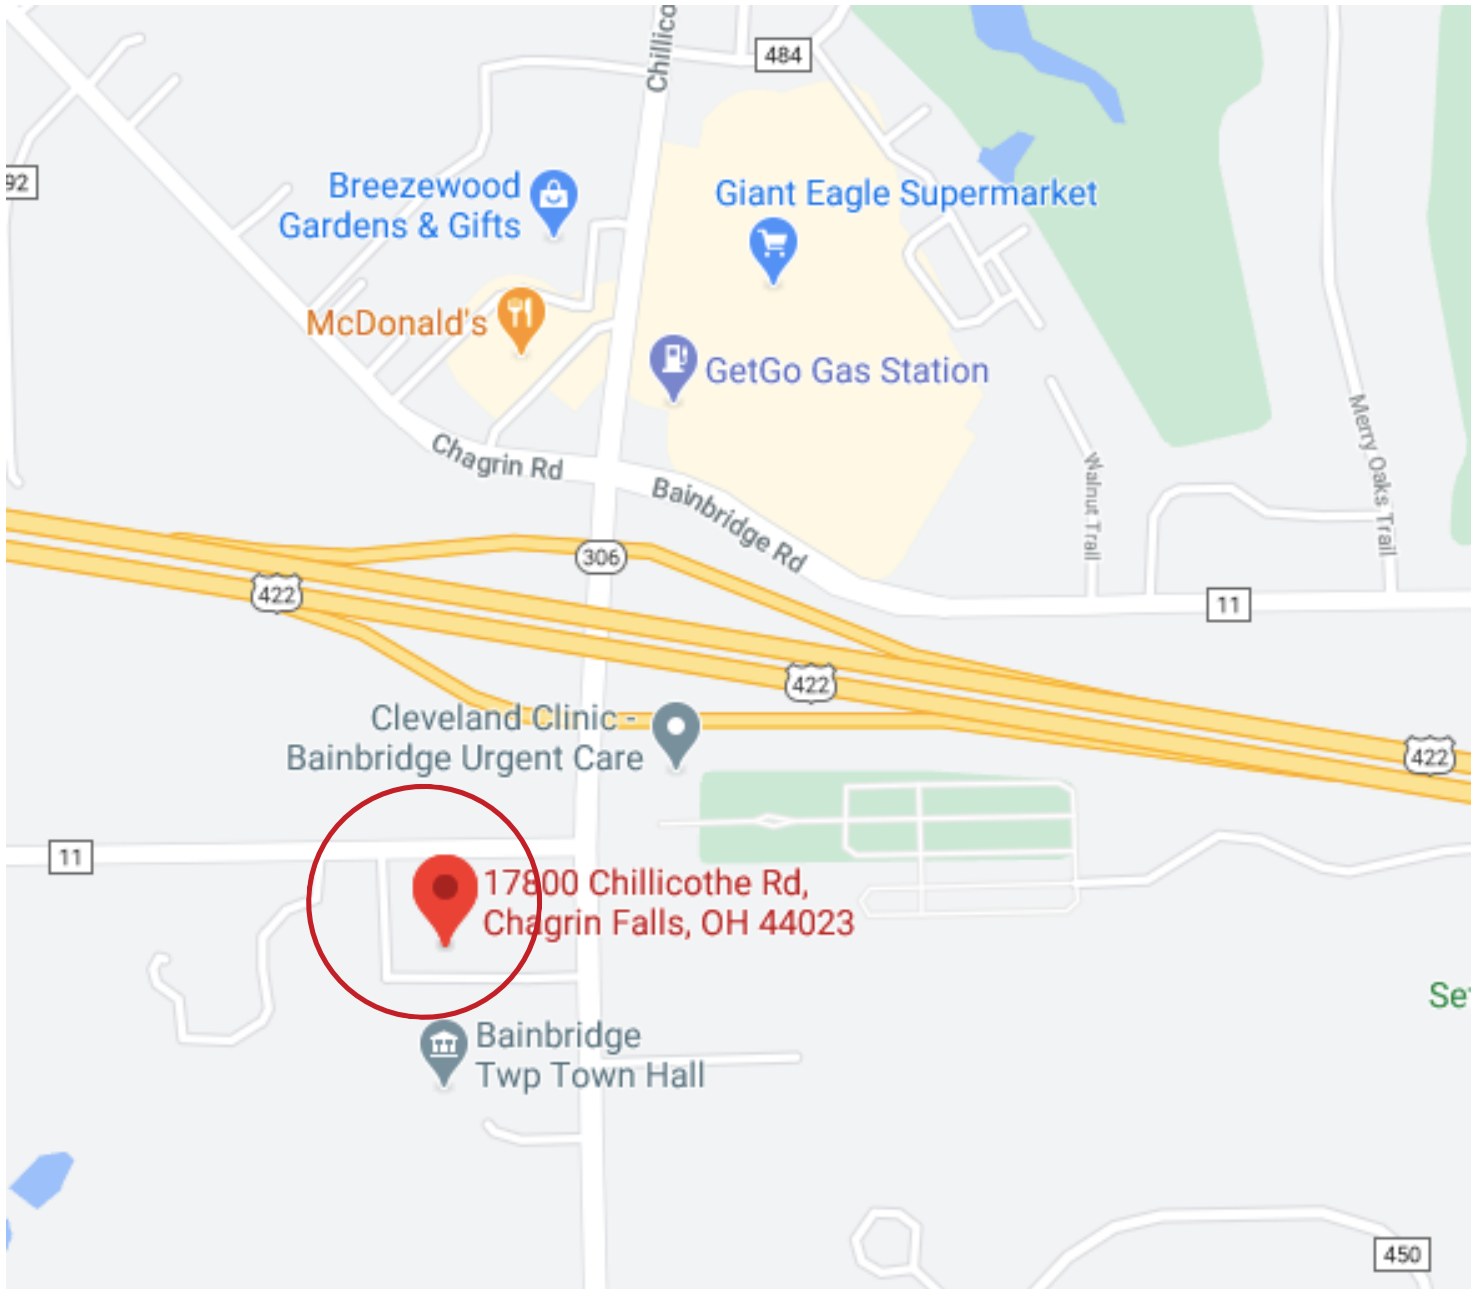 Chillico
484
92
Breezewood
Gardens & Gifts
Giant Eagle Supermarket
McDonald's
GetGo Gas Station
Merry Oaks Trail
Chagrin Rd
Walnut Trail
Bainbridge Rd
306
422
11
422
Cleveland Clinic -
Bainbridge Urgent Care
422
11
17800 Chillicothe Rd,
Chagrin Falls, OH 44023
Se
Bainbridge
Twp Town Hall
450